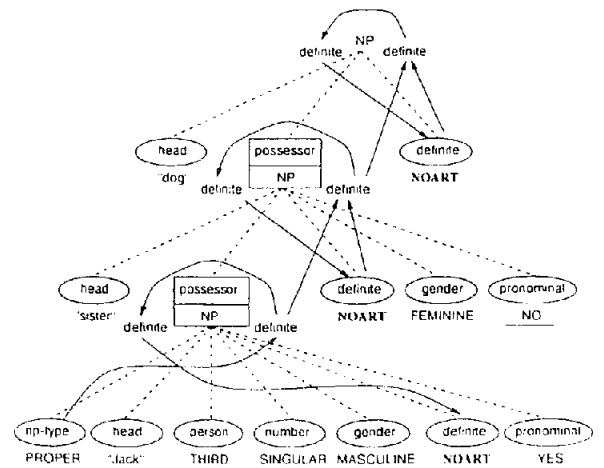 NP
definite definite
head possessor definite
"dog" NP NOART
definite definite
head possessor definite gender pronominal
"sister" NP NOART FEMININE NO
definite definite
np-type head person number gender definite pronominal
PROPER "Jack" THIRD SINGULAR MASCULINE NOART YES